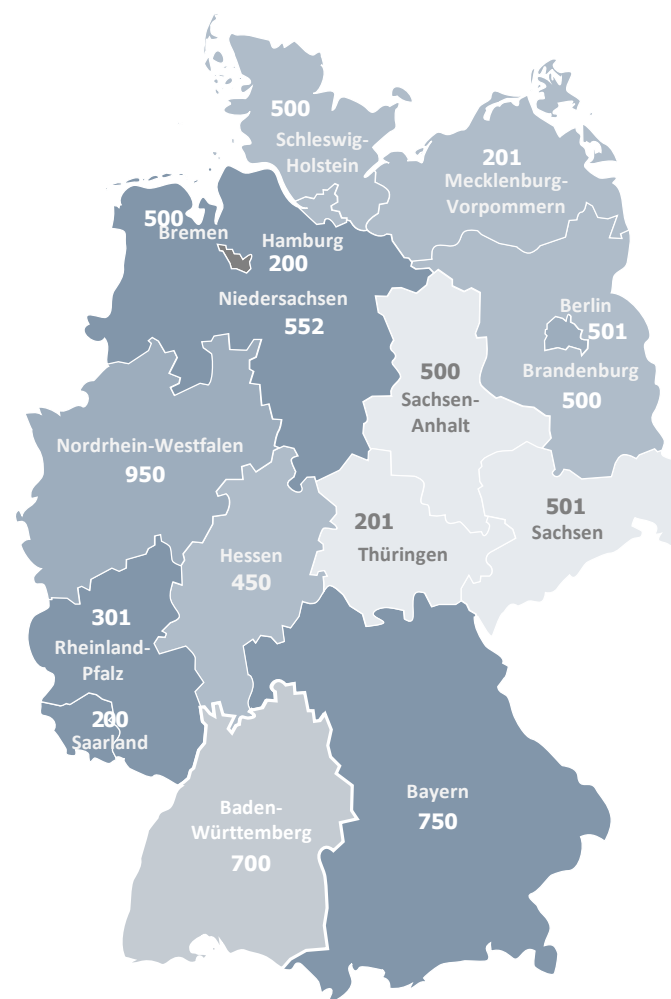 500
Schleswig-
Holstein
201
Mecklenburg-
Vorpommern
500
Bremen
Hamburg
200
Niedersachsen
552
Berlin
501
Brandenburg
500
500
Sachsen-
Anhalt
Nordrhein-Westfalen
950
501
Sachsen
201
Thüringen
Hessen
450
301
Rheinland-
Pfalz
200
Saarland
Bayern
750
Baden-
Württemberg
700